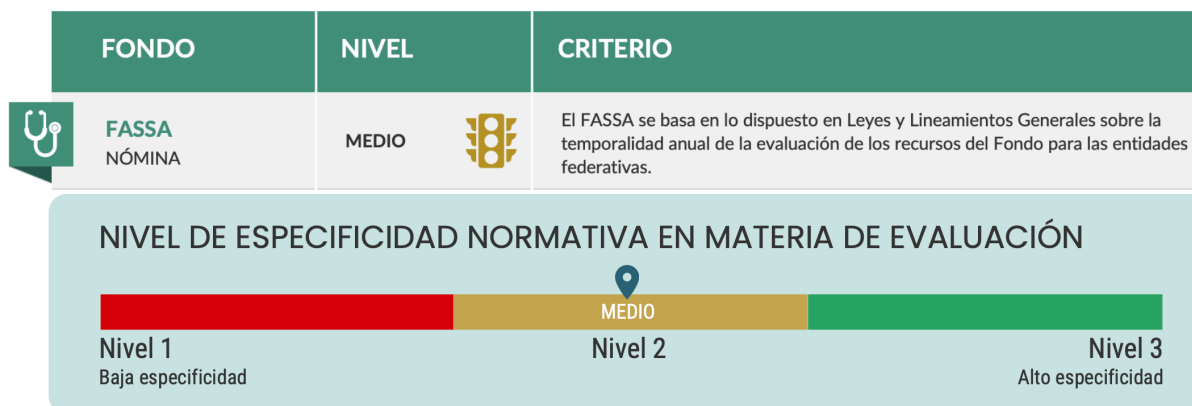 FONDO NIVEL CRITERIO
FASSA
NÓMINA
MEDIO
El FASSA se basa en lo dispuesto en Leyes y Lineamientos Generales sobre la
temporalidad anual de la evaluación de los recursos del Fondo para las entidades
federativas.
NIVEL DE ESPECIFICIDAD NORMATIVA EN MATERIA DE EVALUACIÓN
MEDIO
Nivel 1 Nivel 2 Nivel 3
Baja especificidad Alto especificidad